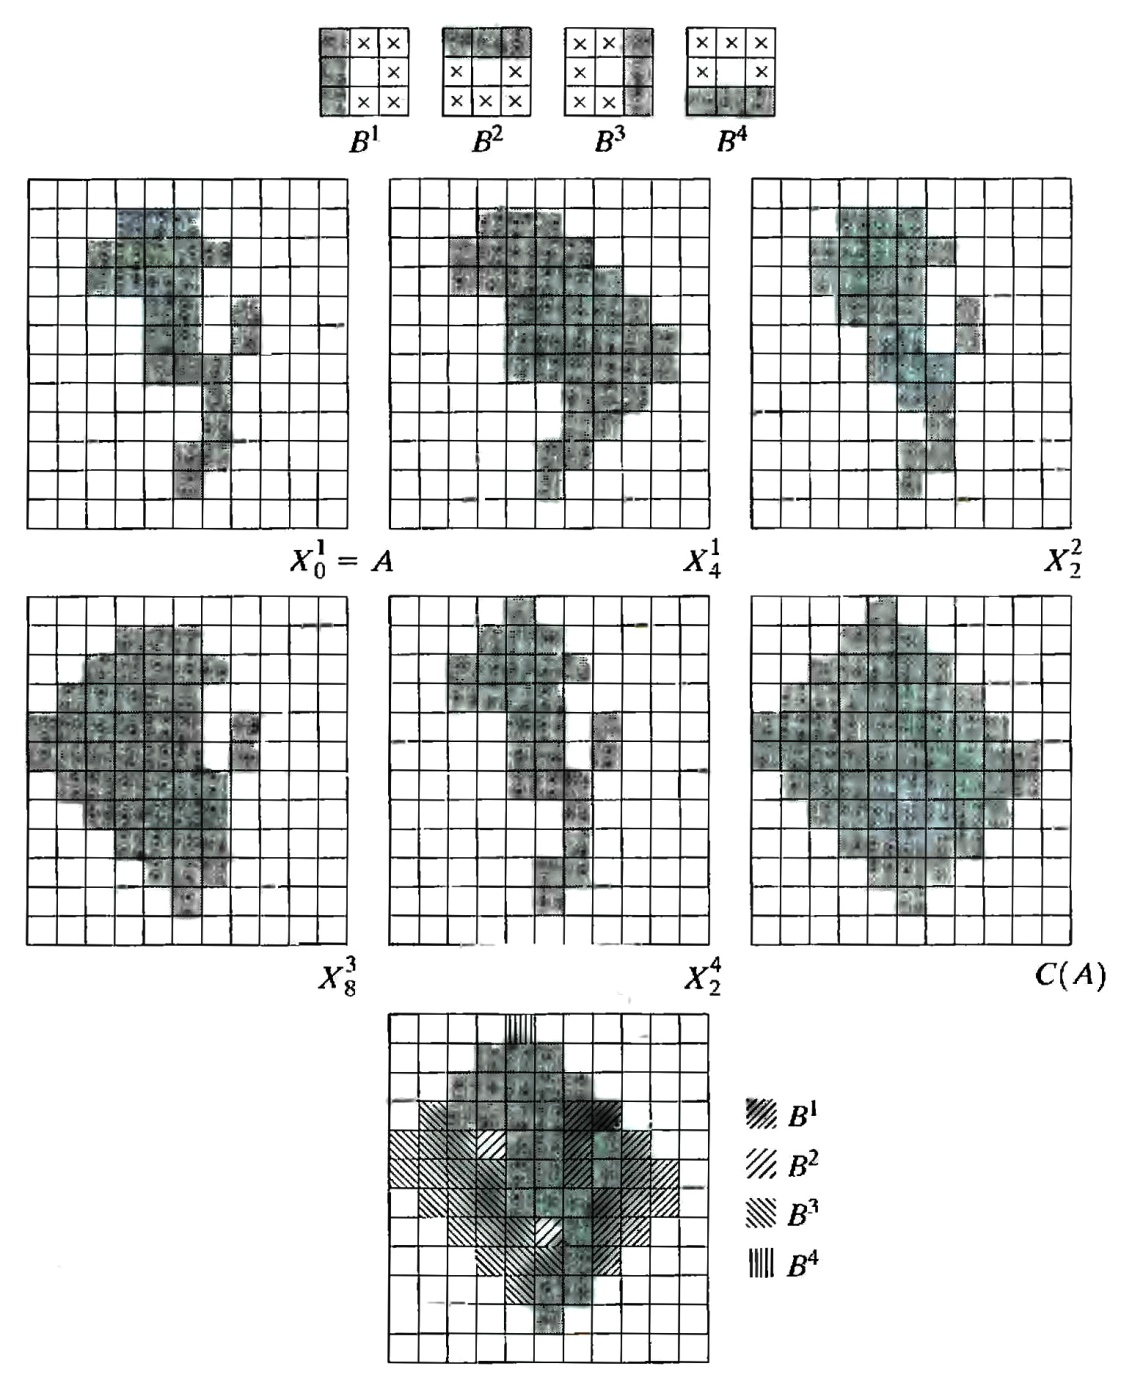 × × × × × ×
× × × × × ×
× × × × × × ×
B¹ B² B³ B⁴
X₀¹ = A X₄¹ X₂²
X₈³ X₂⁴ C(A)
B¹
B²
B³
B⁴